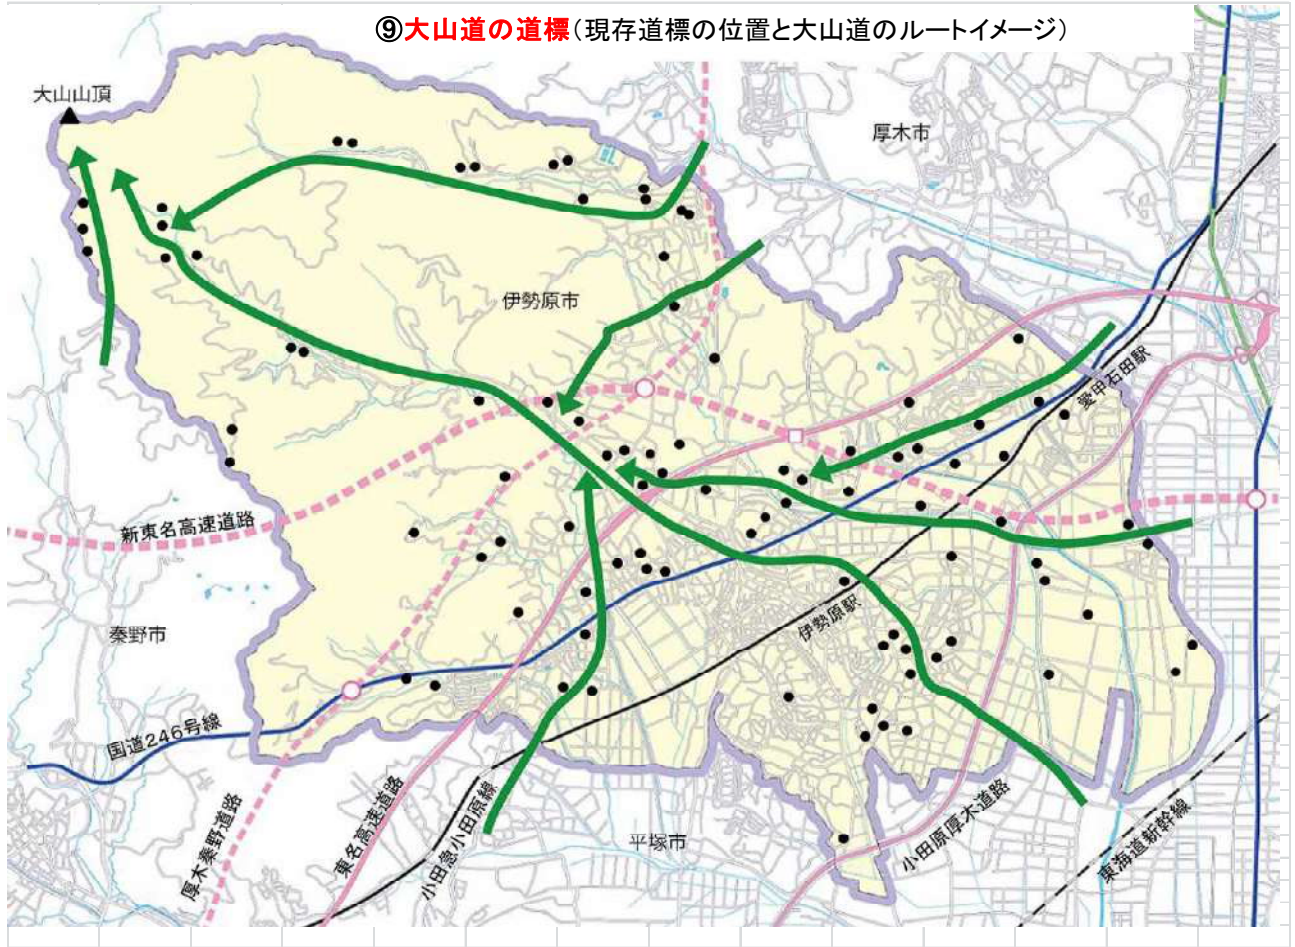 ⑨大山道の道標(現存道標の位置と大山道のルートイメージ)
大山山頂
厚木市
伊勢原市
愛甲石田駅
新東名高速道路
伊勢原駅
秦野市
国道246号線
厚木秦野道路
東名高速道路
小田急小田原線
平塚市
小田原厚木道路
東海道新幹線